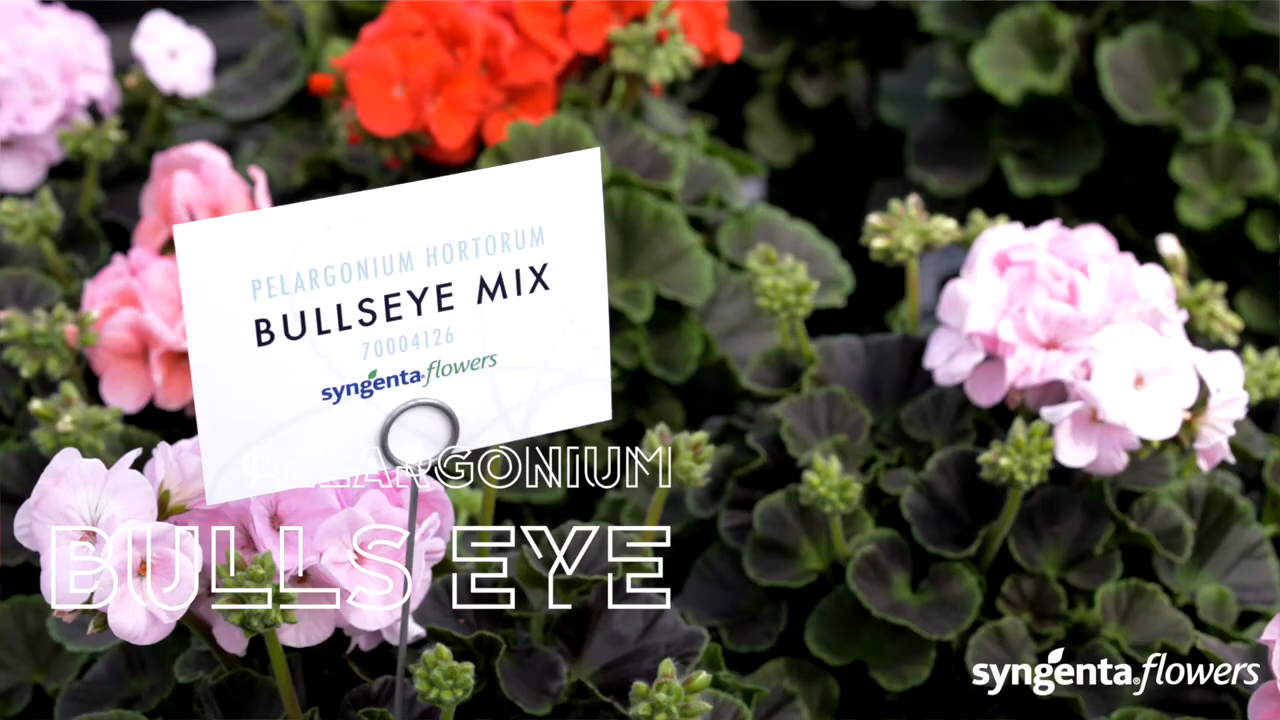 PELARGONIUM HORTORUM
BULLSEYE MIX
70004126
syngenta flowers
PELARGONIUM
BULLS EYE
syngenta® flowers